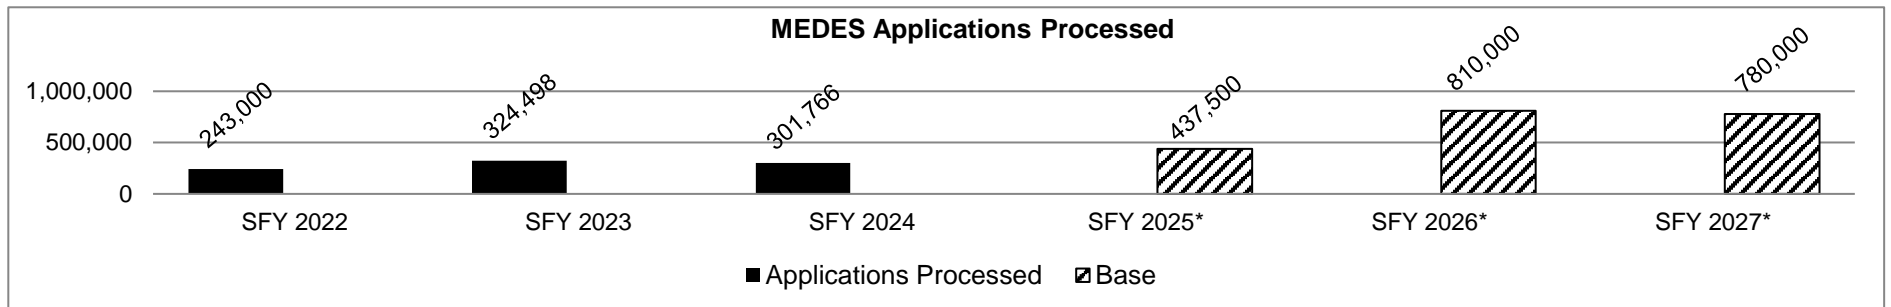 MEDES Applications Processed
1,000,000
500,000
0
243,000
324,498
301,766
437,500
810,000
780,000
SFY 2022
SFY 2023
SFY 2024
SFY 2025*
SFY 2026*
SFY 2027*
Applications Processed
Base